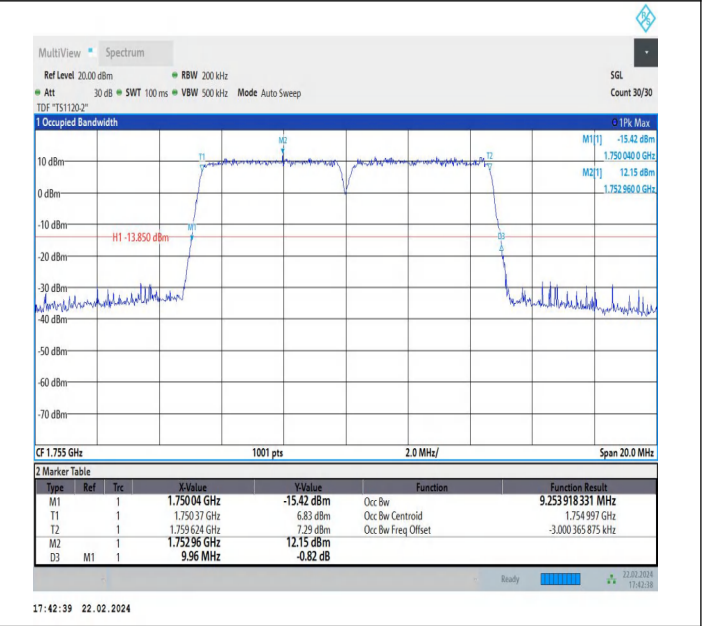 R&S
MultiView Spectrum
Ref Level 20.00 dBm RBW 200 kHz SGL
Att 30 dB SWT 100 ms VBW 500 kHz Mode Auto Sweep Count 30/30
TDF "TS1120-2"
1 Occupied Bandwidth 1Pk Max
M1[1] -15.42 dBm
1.750 040 0 GHz
M2[1] 12.15 dBm
1.752 960 0 GHz
M2
T1
T2
10 dBm
0 dBm
-10 dBm
M1
H1 -13.850 dBm
D3
-20 dBm
-30 dBm
-40 dBm
-50 dBm
-60 dBm
-70 dBm
CF 1.755 GHz 1001 pts 2.0 MHz/ Span 20.0 MHz
2 Marker Table
Type Ref Trc X-Value Y-Value Function Function Result
M1 1 1.75004 GHz -15.42 dBm Occ Bw 9.253 918 331 MHz
T1 1 1.750 37 GHz 6.83 dBm Occ Bw Centroid 1.754 997 GHz
T2 1 1.759 624 GHz 7.29 dBm Occ Bw Freq Offset -3.000 365 875 kHz
M2 1 1.752 96 GHz 12.15 dBm
D3 M1 1 9.96 MHz -0.82 dB
Ready 22.02.2024
17:42:38
17:42:39 22.02.2024